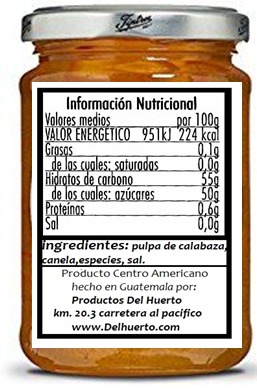 Tiptree
Información Nutricional
Valores medios por 100g
VALOR ENERGÉTICO 951kJ 224 kcal
Grasas 0,1g
de las cuales: saturadas 0,0g
Hidratos de carbono 55g
de los cuales: azúcares 50g
Proteínas 0,6g
Sal 0,0g
ingredientes: pulpa de calabaza,
canela,especies, sal.
Producto Centro Americano
hecho en Guatemala por:
Productos Del Huerto
km. 20.3 carretera al pacifico
www.Delhuerto.com